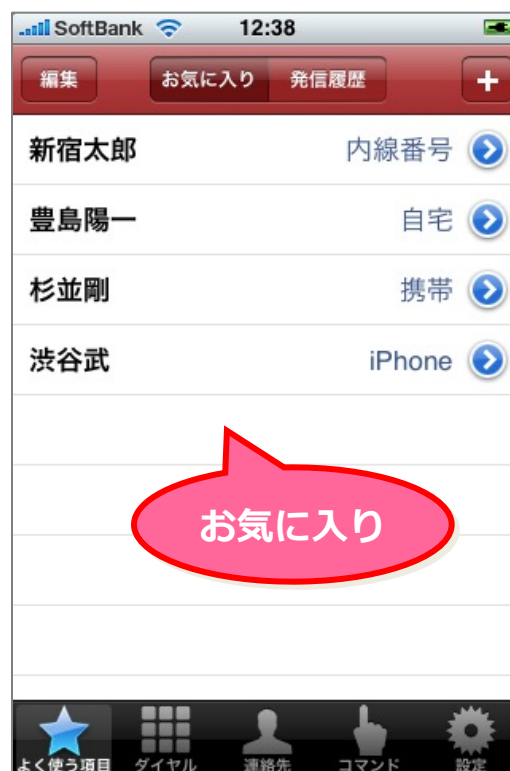 SoftBank 12:38
編集 お気に入り 発信履歴 +
新宿太郎 内線番号
豊島陽一 自宅
杉並剛 携帯
渋谷武 iPhone
お気に入り
よく使う項目 ダイヤル 連絡先 コマンド 設定